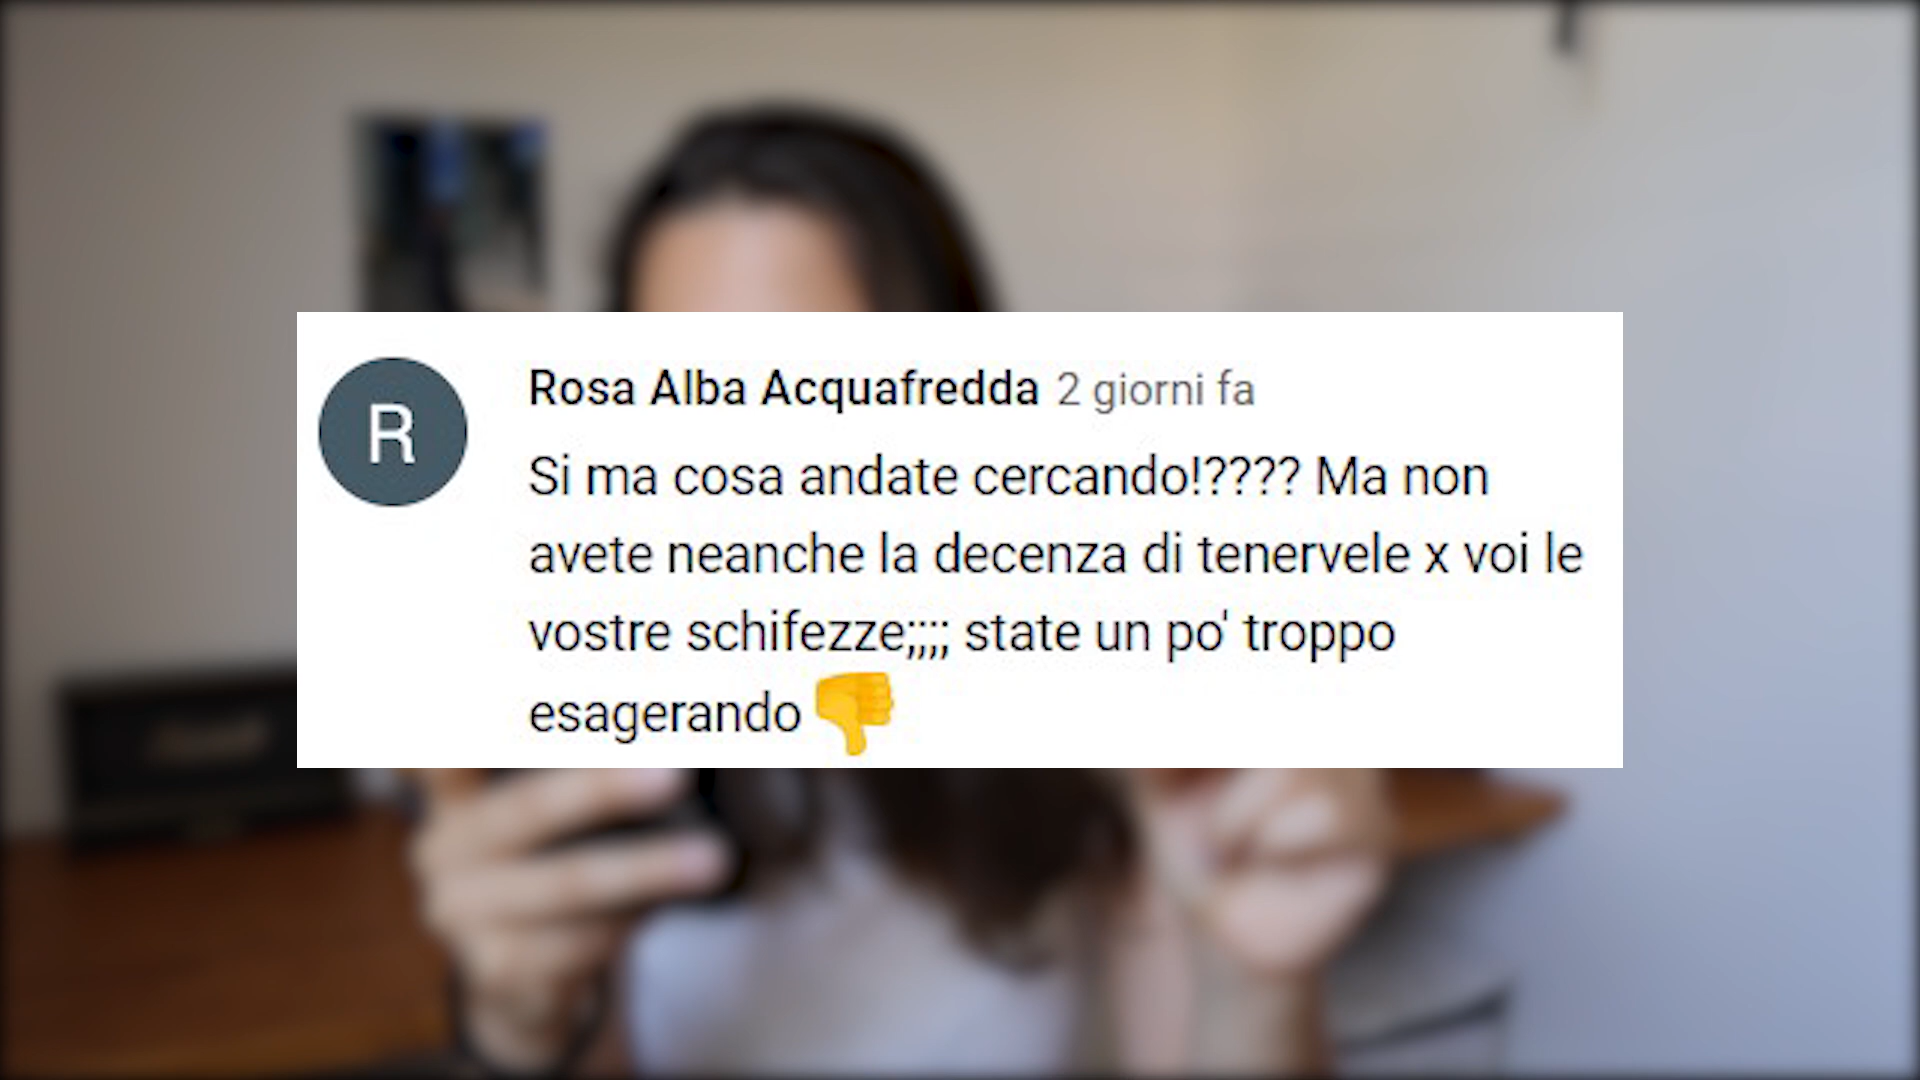 R
Rosa Alba Acquafredda 2 giorni fa
Si ma cosa andate cercando!???? Ma non
avete neanche la decenza di tenervele x voi le
vostre schifezze;;;; state un po' troppo
esagerando 👎